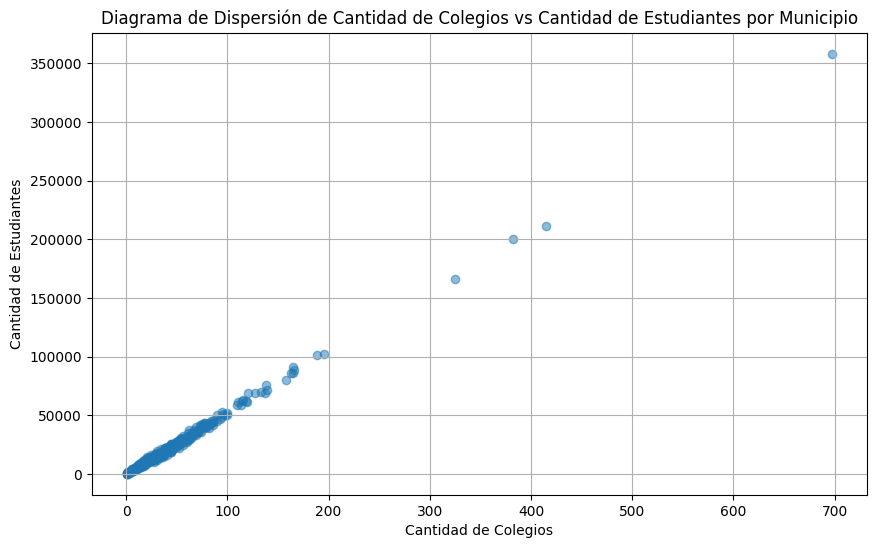 Diagrama de Dispersión de Cantidad de Colegios vs Cantidad de Estudiantes por Municipio
350000
300000
250000
200000
150000
100000
50000
0
Cantidad de Estudiantes
0 100 200 300 400 500 600 700
Cantidad de Colegios